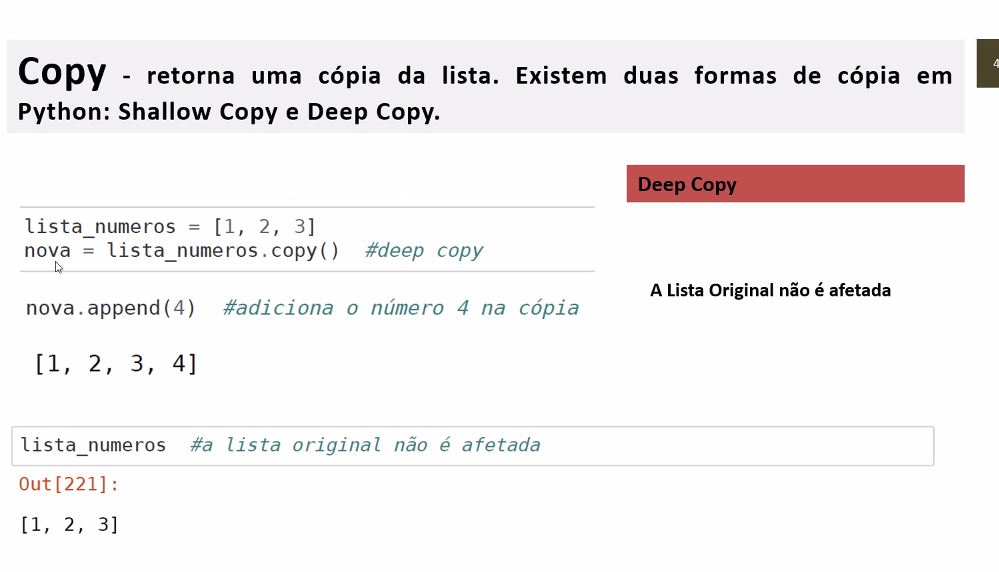 Copy - retorna uma cópia da lista. Existem duas formas de cópia em
Python: Shallow Copy e Deep Copy.
4
Deep Copy
lista_numeros = [1, 2, 3]
nova = lista_numeros.copy()  #deep copy
A Lista Original não é afetada
nova.append(4)  #adiciona o número 4 na cópia
[1, 2, 3, 4]
lista_numeros  #a lista original não é afetada
Out[221]:
[1, 2, 3]